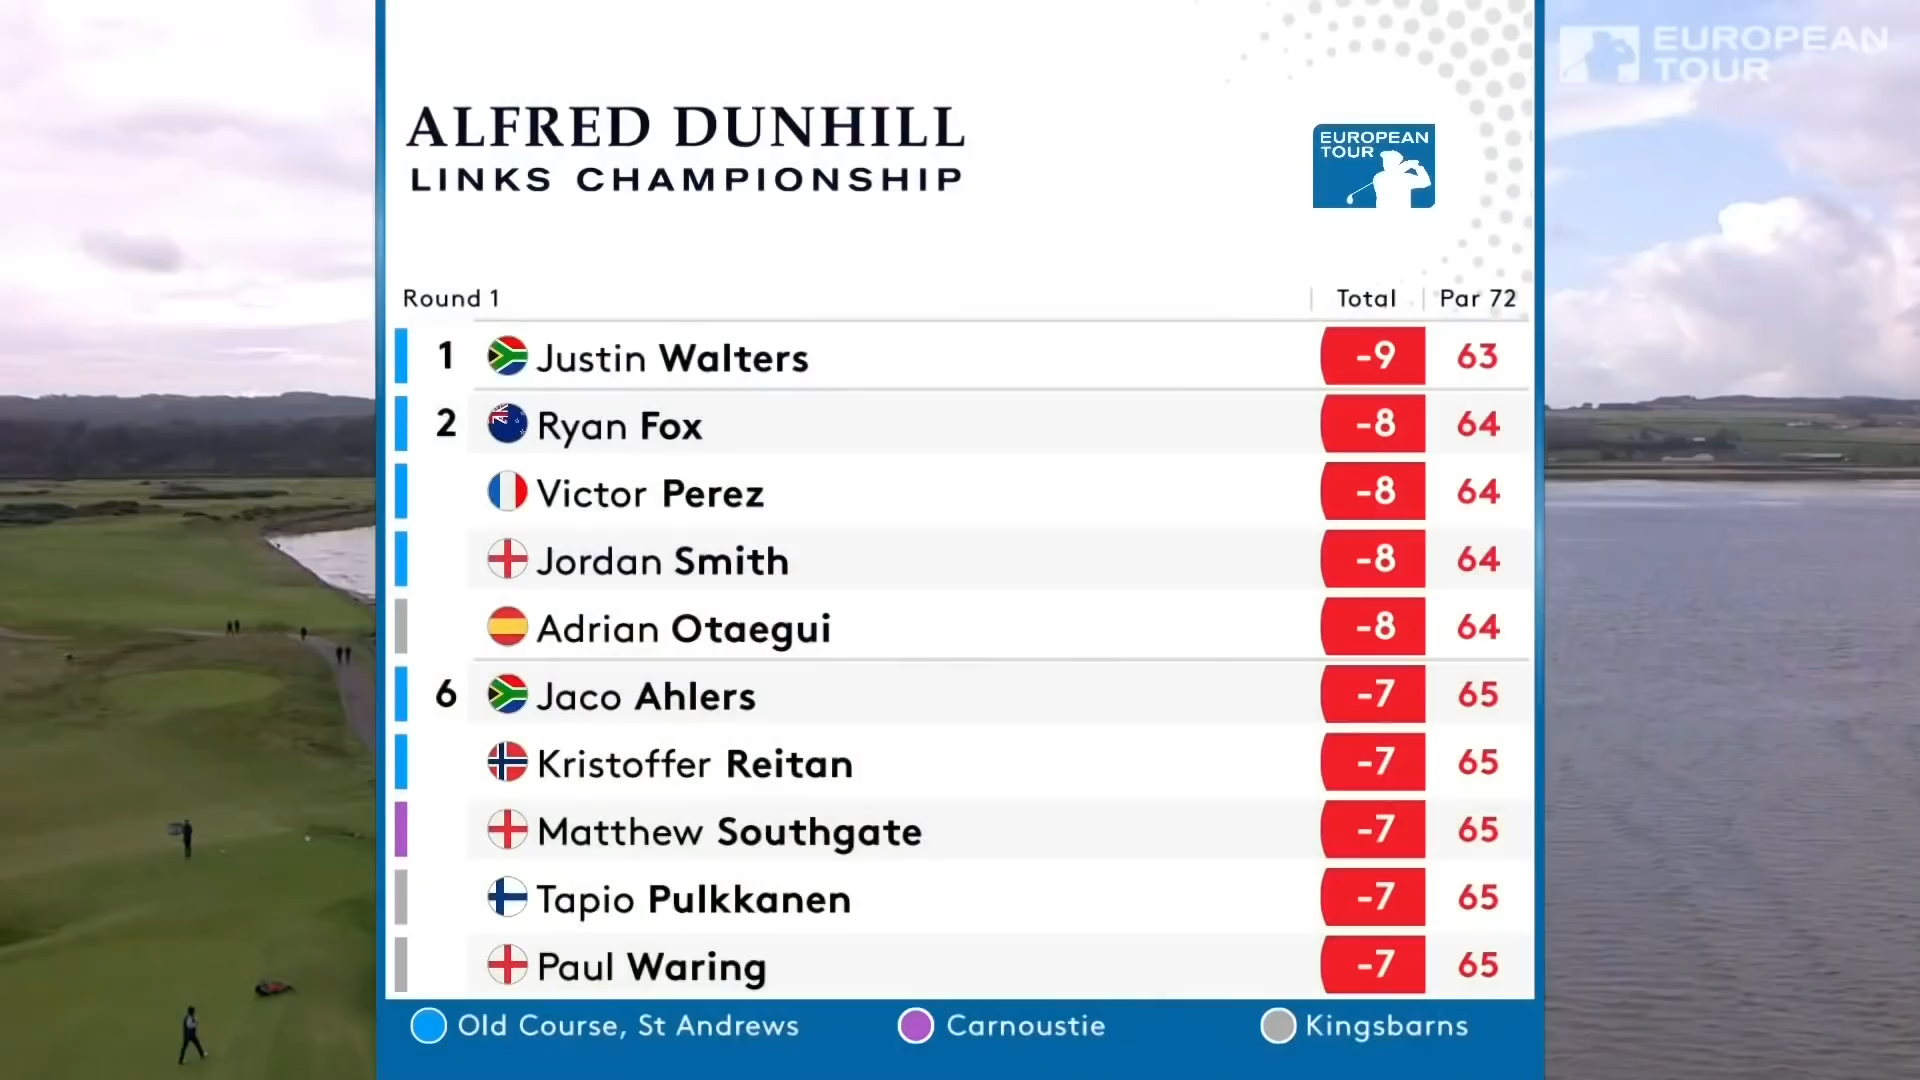 EUROPEAN
TOUR
ALFRED DUNHILL
LINKS CHAMPIONSHIP
EUROPEAN
TOUR
Round 1 Total Par 72
1 Justin Walters -9 63
2 Ryan Fox -8 64
Victor Perez -8 64
Jordan Smith -8 64
Adrian Otaegui -8 64
6 Jaco Ahlers -7 65
Kristoffer Reitan -7 65
Matthew Southgate -7 65
Tapio Pulkkanen -7 65
Paul Waring -7 65
Old Course, St Andrews Carnoustie Kingsbarns